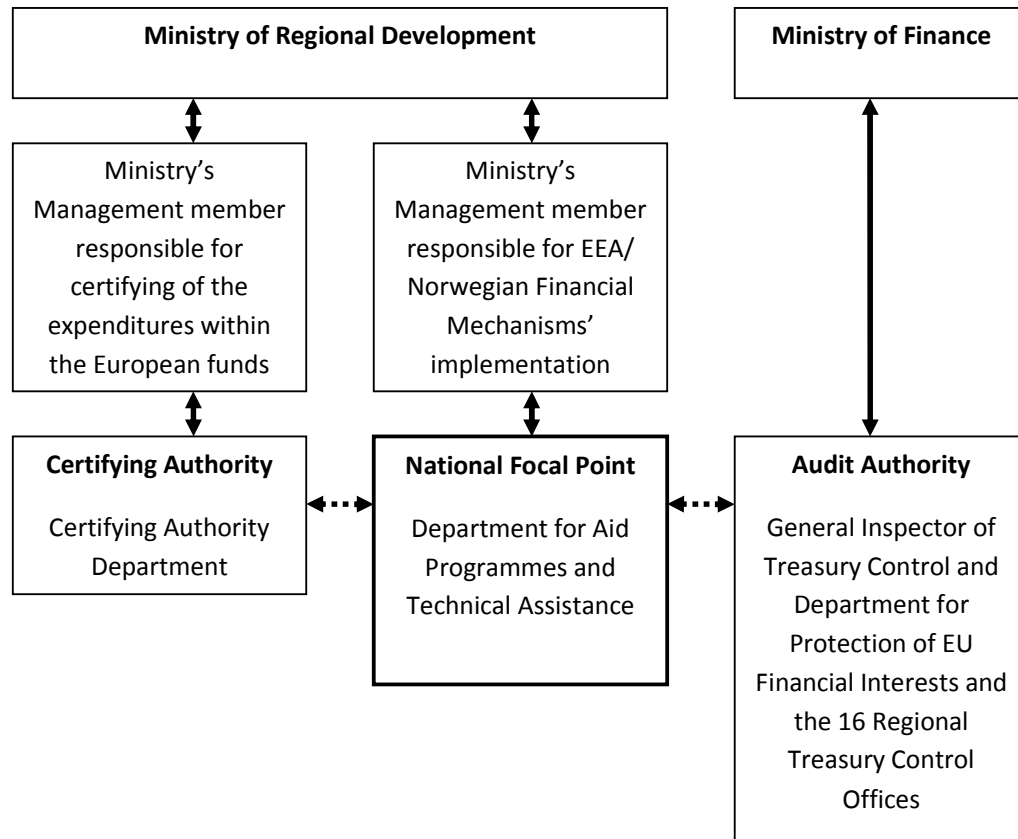 Ministry of Regional Development
Ministry of Finance
Ministry’s
Management member
responsible for
certifying of the
expenditures within
the European funds
Ministry’s
Management member
responsible for EEA/
Norwegian Financial
Mechanisms’
implementation
Certifying Authority
Certifying Authority
Department
National Focal Point
Department for Aid
Programmes and
Technical Assistance
Audit Authority
General Inspector of
Treasury Control and
Department for
Protection of EU
Financial Interests and
the 16 Regional
Treasury Control
Offices